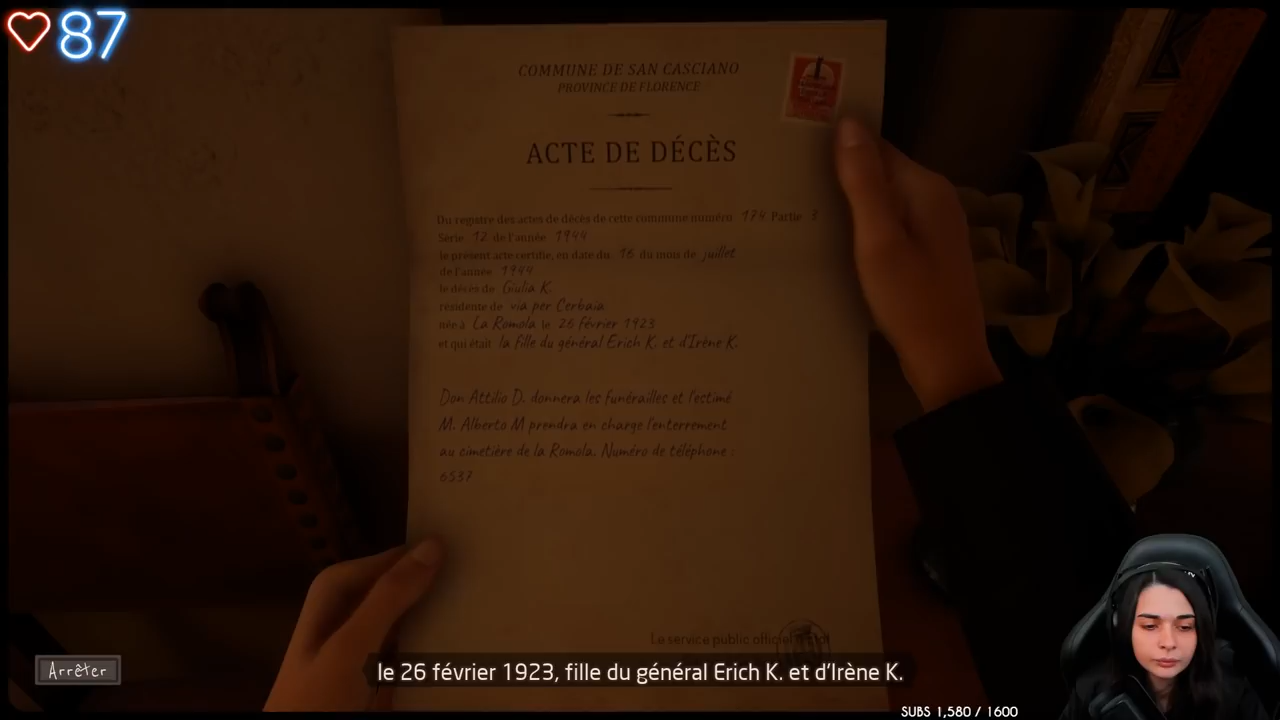 87
COMMUNE DE SAN CASCIANO
PROVINCE DE FLORENCE
ACTE DE DÉCÈS
Du registre des actes de décès de cette commune numéro 174 Partie 3
Série 12 de l'année 1944
le présent acte certifie, en date du 16 du mois de juillet
de l'année 1944
le décès de Giulia K.
résidente de via per Cerbaia
née à La Romola le 26 février 1923
et qui était la fille du général Erich K. et d'Irène K.
Don Attilio D. donnera les funérailles et l'estimé
M. Alberto M prendra en charge l'enterrement
au cimetière de la Romola. Numéro de téléphone :
6537
Le service public officiel
Arrêter
le 26 février 1923, fille du général Erich K. et d'Irène K.
SUBS 1,580 / 1600